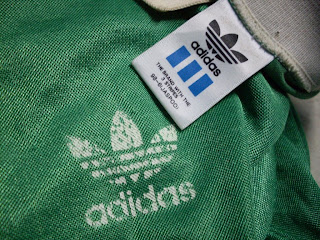 adidas
THE BRAND WITH THE
3 STRIPES
adidas